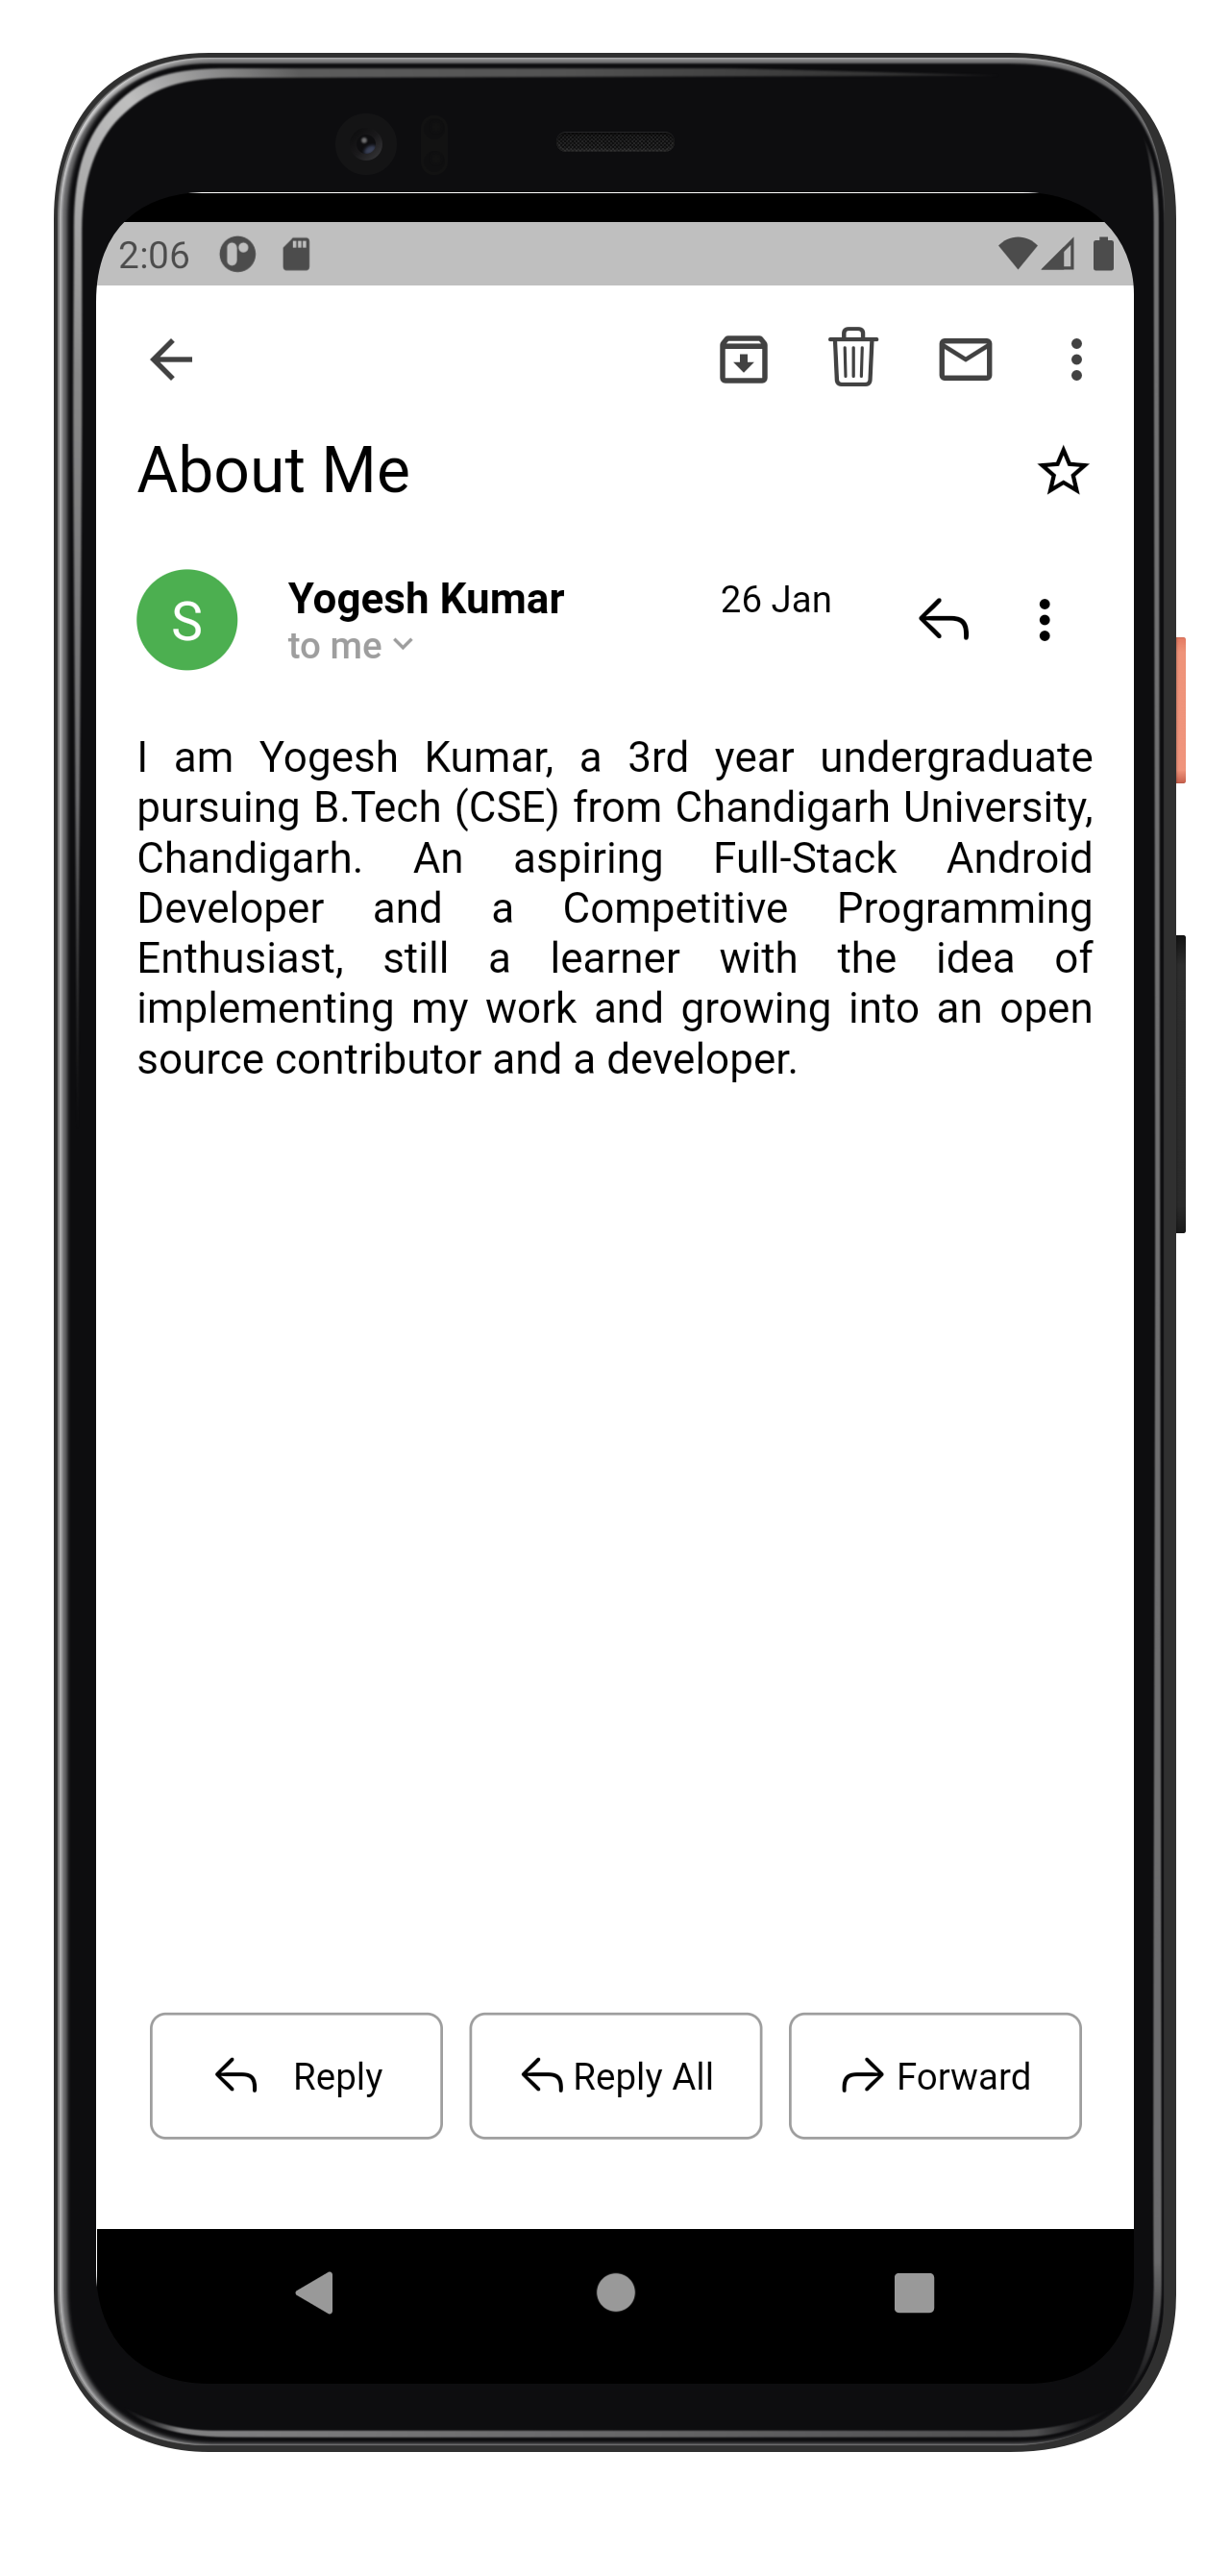 2:06
About Me
S
Yogesh Kumar
26 Jan
to me
I am Yogesh Kumar, a 3rd year undergraduate
pursuing B.Tech (CSE) from Chandigarh University,
Chandigarh. An aspiring Full-Stack Android
Developer and a Competitive Programming
Enthusiast, still a learner with the idea of
implementing my work and growing into an open
source contributor and a developer.
Reply
Reply All
Forward